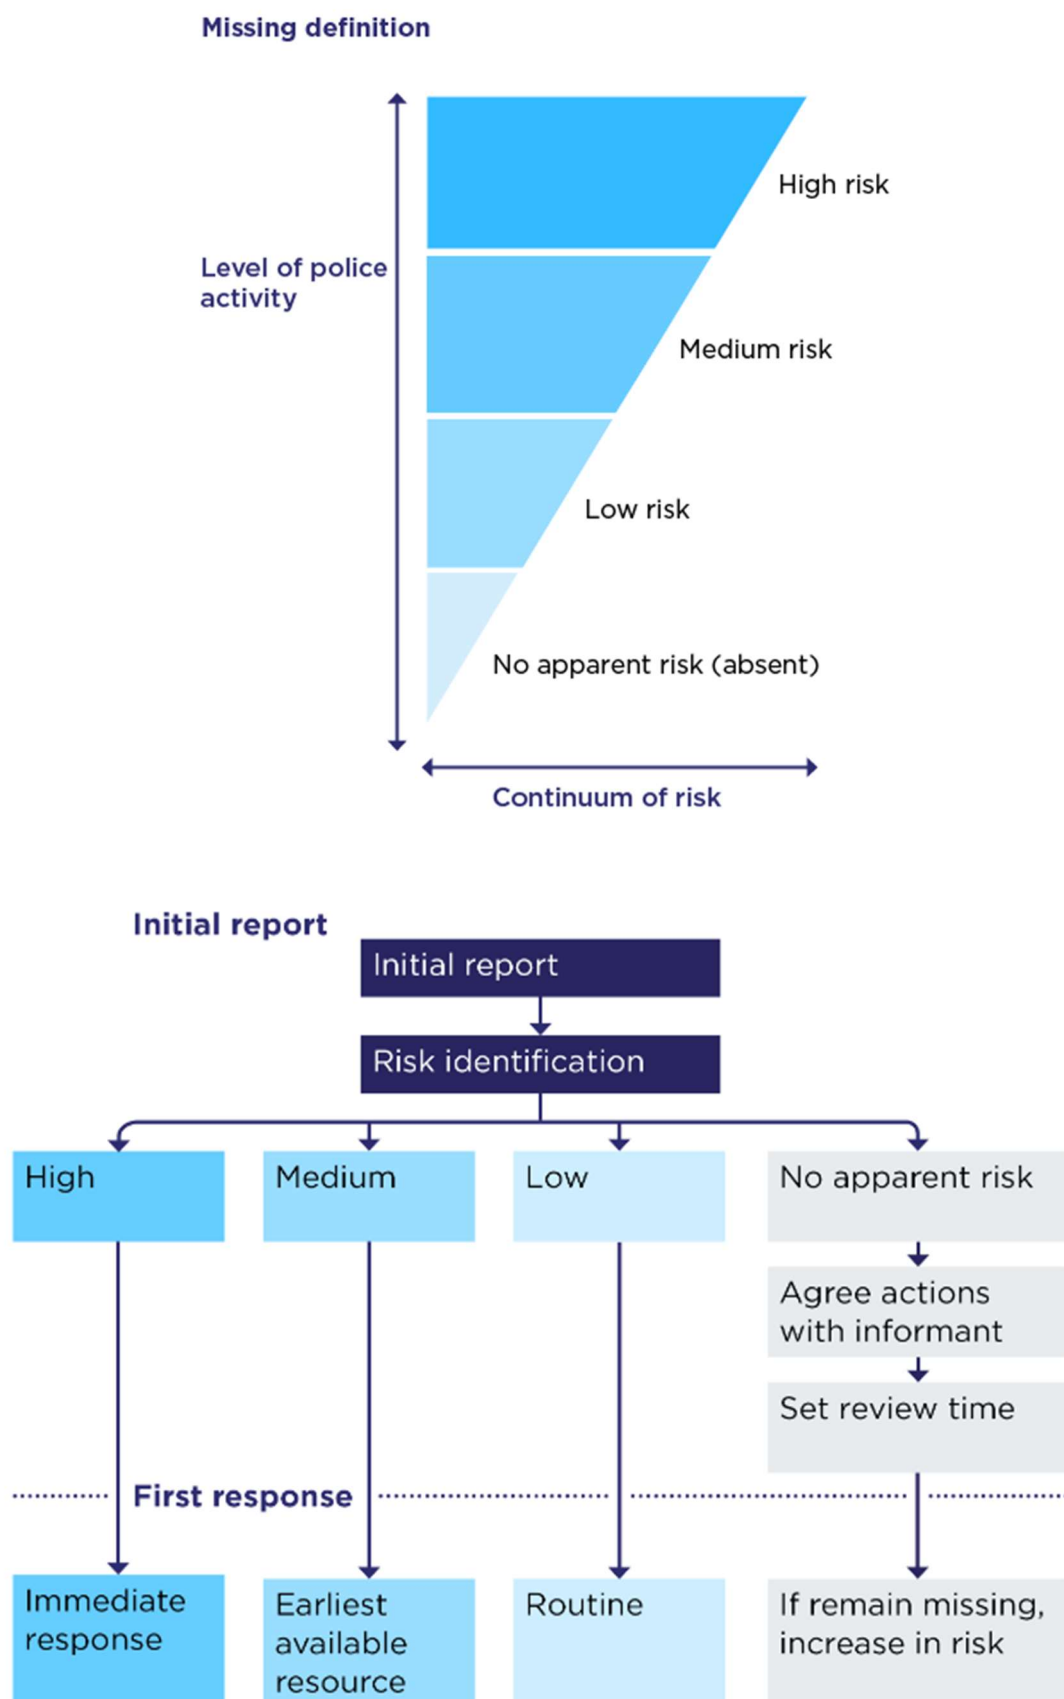 Missing definition
Level of police
activity
High risk
Medium risk
Low risk
No apparent risk (absent)
Continuum of risk
Initial report
Initial report
Risk identification
High
Medium
Low
No apparent risk
Agree actions
with informant
Set review time
First response
Immediate
response
Earliest
available
resource
Routine
If remain missing,
increase in risk